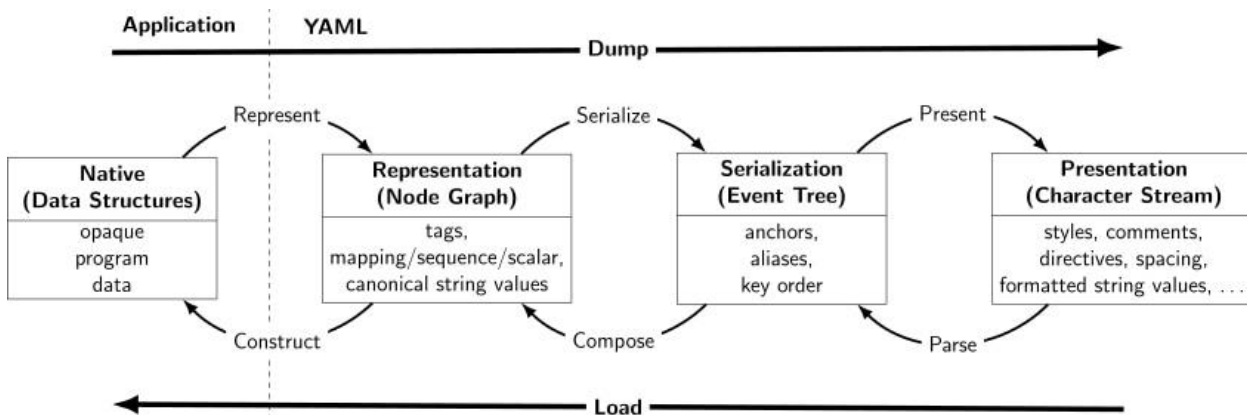 Application YAML
Dump
Represent Serialize Present
Native
(Data Structures)
opaque
program
data
Representation
(Node Graph)
tags,
mapping/sequence/scalar,
canonical string values
Serialization
(Event Tree)
anchors,
aliases,
key order
Presentation
(Character Stream)
styles, comments,
directives, spacing,
formatted string values, ....
Construct Compose Parse
Load